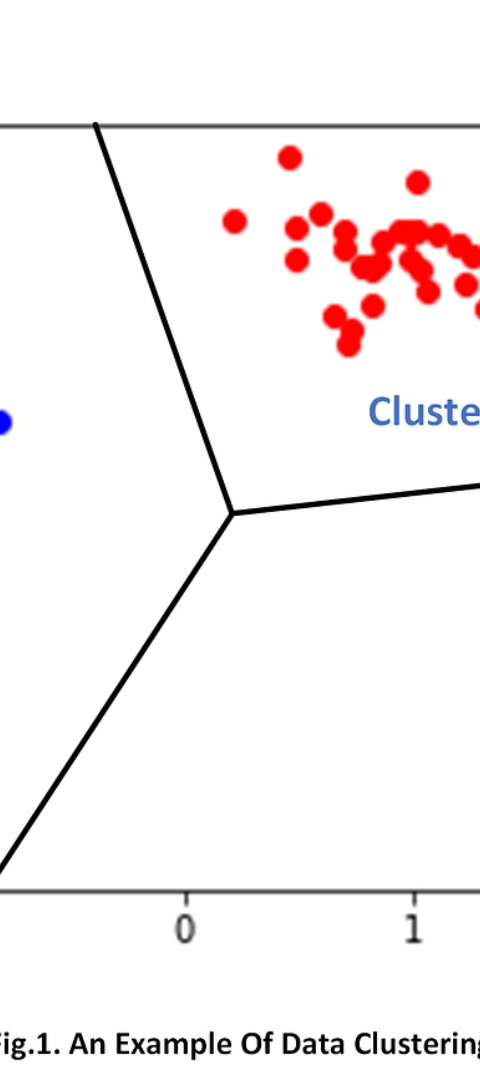 Cluste
0 1
ig.1. An Example Of Data Clustering